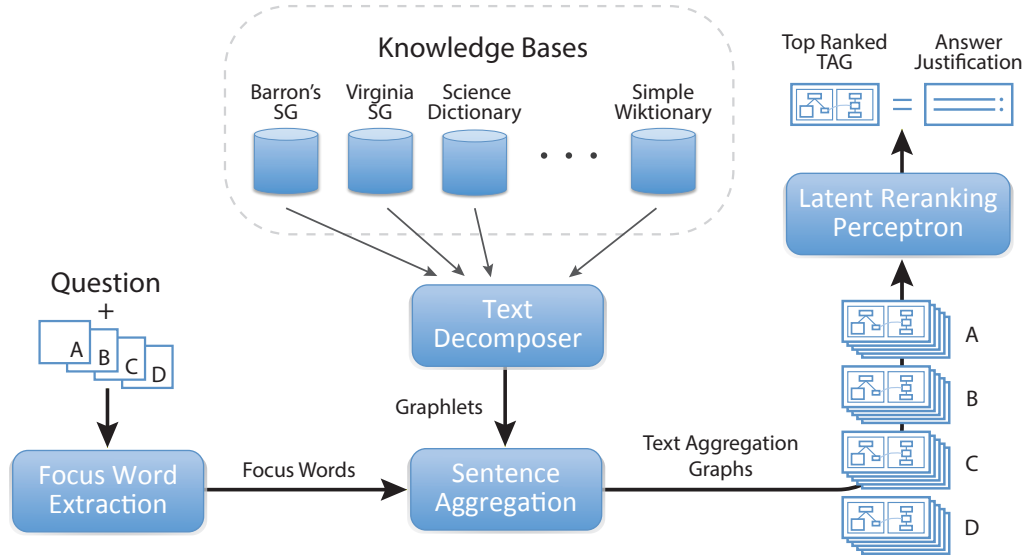 Knowledge Bases
Barron's
SG
Virginia
SG
Science
Dictionary
Simple
Wiktionary
Top Ranked
TAG
Answer
Justification
=
Latent Reranking
Perceptron
Question
+
A
B
C
D
Text
Decomposer
Graphlets
Focus Word
Extraction
Focus Words
Sentence
Aggregation
Text Aggregation
Graphs
A
B
C
D